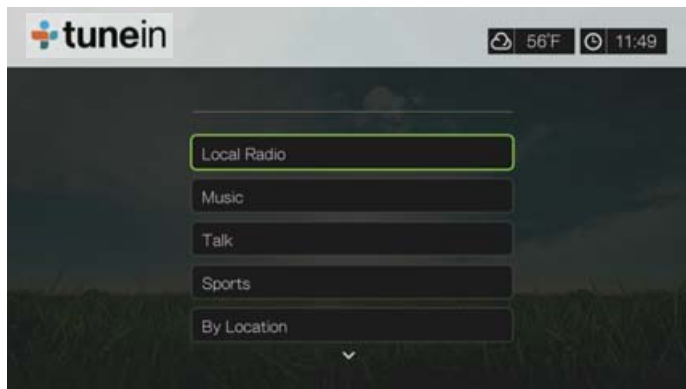 tunein
56°F
11:49
Local Radio
Music
Talk
Sports
By Location